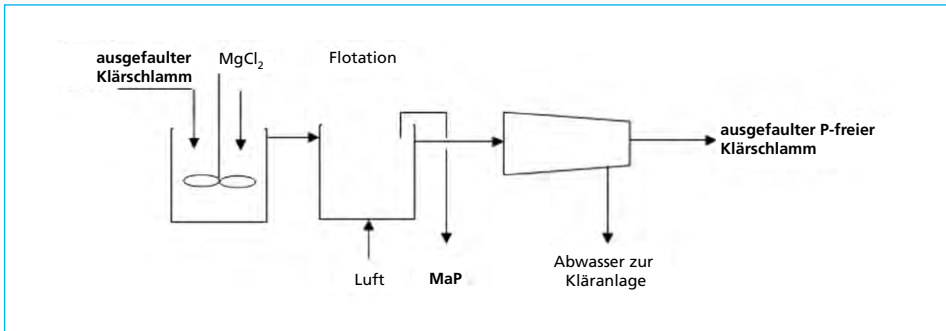 ausgefaulter
Klärschlamm
MgCl₂
Flotation
ausgefaulter P-freier
Klärschlamm
Luft
MaP
Abwasser zur
Kläranlage